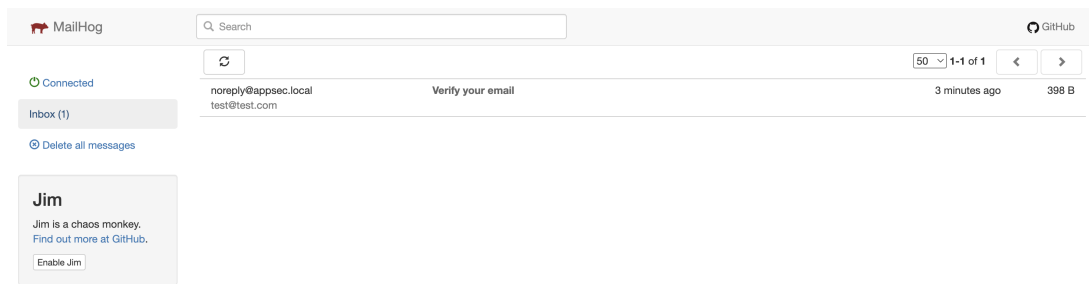 MailHog
Search
GitHub
50 1-1 of 1
Connected
Inbox (1)
Delete all messages
noreply@appsec.local Verify your email 3 minutes ago 398 B
test@test.com
Jim
Jim is a chaos monkey.
Find out more at GitHub.
Enable Jim